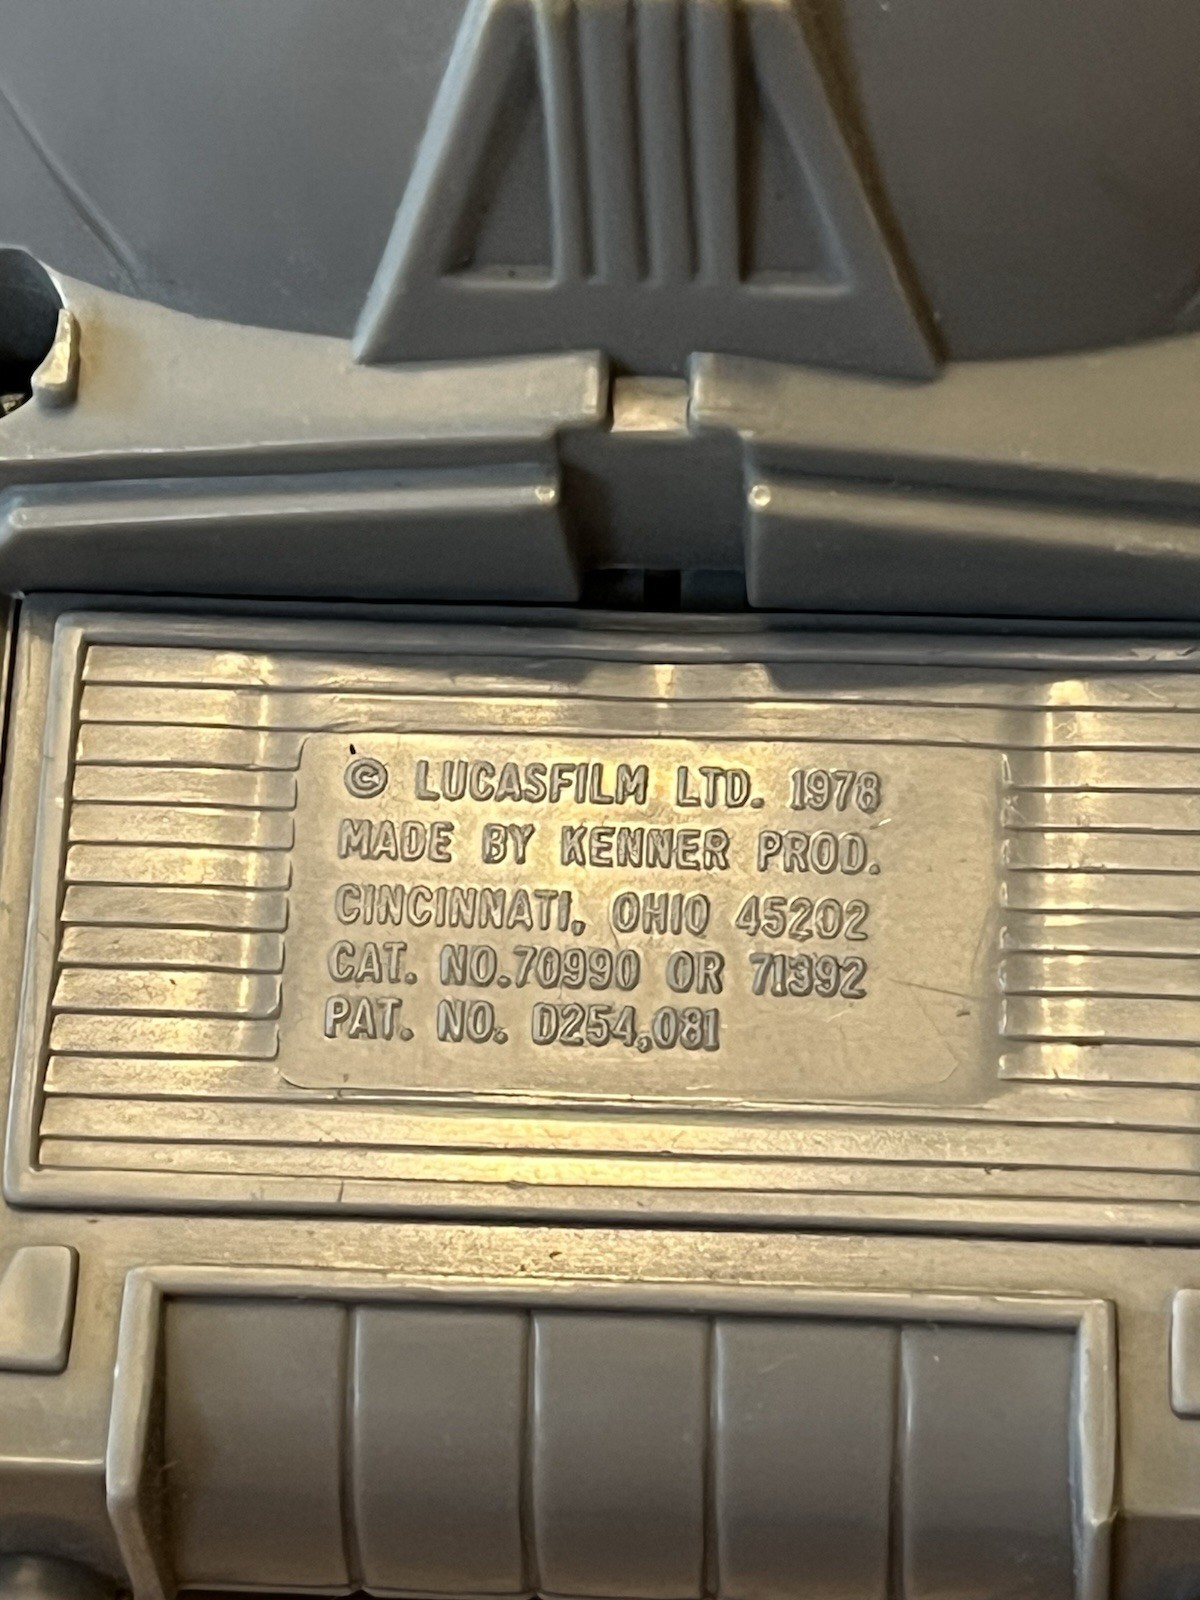 © LUCASFILM LTD. 1978
MADE BY KENNER PROD.
CINCINNATI, OHIO 45202
CAT. NO.70990 OR 71392
PAT. NO. D254,081